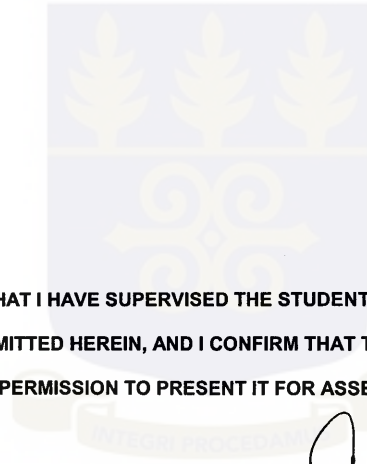 HAT I HAVE SUPERVISED THE STUDENT
MITTED HEREIN, AND I CONFIRM THAT T
PERMISSION TO PRESENT IT FOR ASSE
INTEGRI PROCEDAMUS